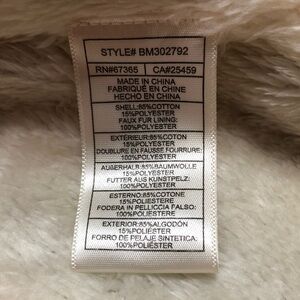 STYLE# BM302792
RN#67365 CA#25459
MADE IN CHINA
FABRIQUÉ EN CHINE
HECHO EN CHINA
SHELL:85%COTTON
15%POLYESTER
FAUX FUR LINING:
100%POLYESTER
EXTÉRIEUR:85%COTON
15%POLYESTER
DOUBLURE EN FAUSSE FOURRURE:
100%POLYESTER
AUßERHALB:85%BAUMWOLLE
15%POLYESTER
FUTTER AUS KUNSTPELZ:
100%POLYESTER
ESTERNO:85%COTONE
15%POLIESTERE
FODERA IN PELLICCIA FALSO:
100%POLIESTERE
EXTERIOR:85%ALGODÓN
15%POLIÉSTER
FORRO DE PELAJE SINTETICA:
100%POLIÉSTER